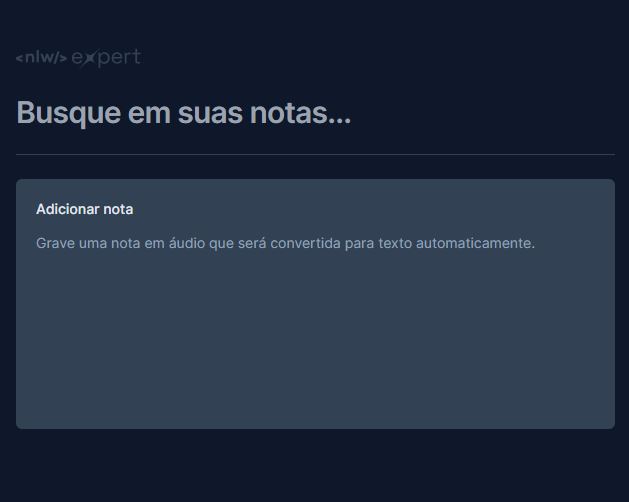 <nlw/> expert
Busque em suas notas...
Adicionar nota
Grave uma nota em áudio que será convertida para texto automaticamente.